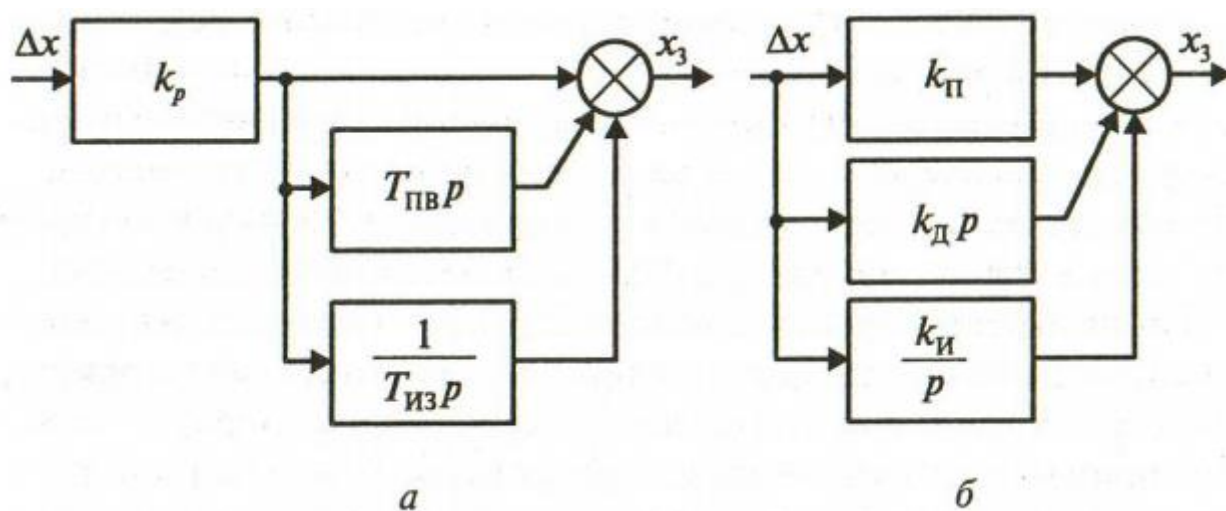 Δx
k_p
x_з
T_пв p
1
T_из p
а
Δx
k_П
x_з
k_Д p
k_И
p
б